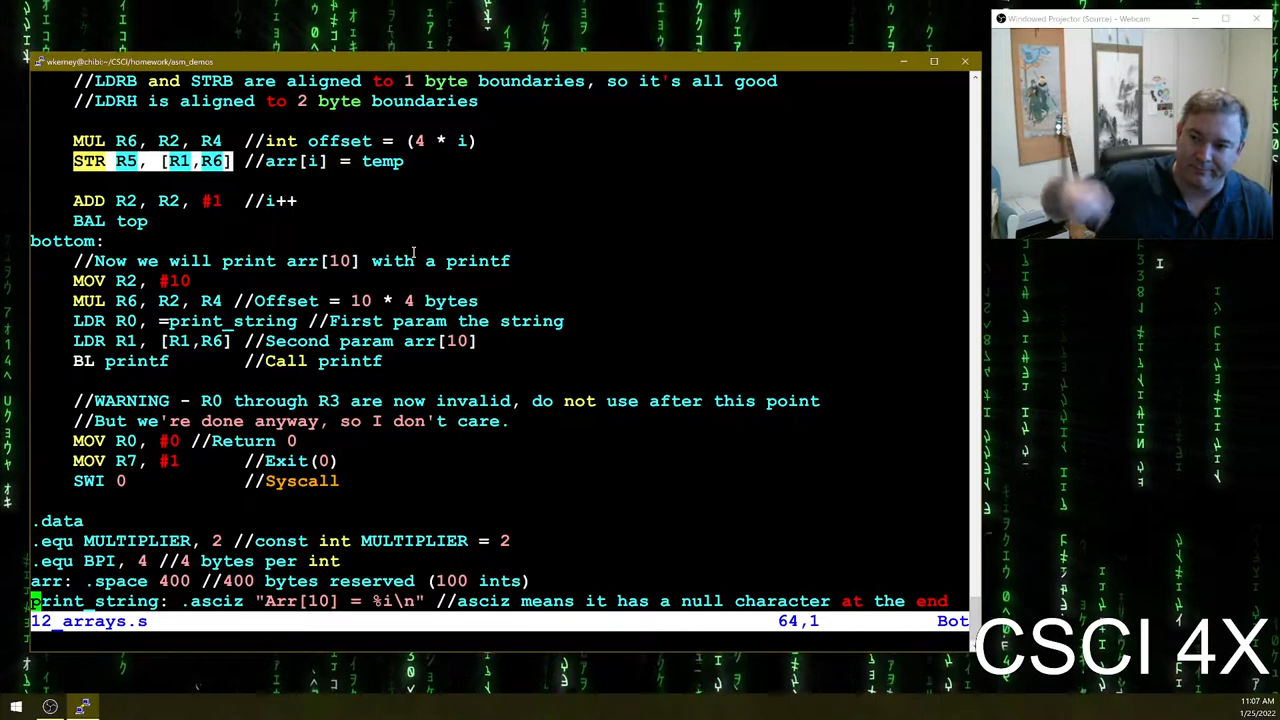 Windowed Projector (Source) - Webcam
wkerney@chibi:~/CSCI/homework/asm_demos
//LDRB and STRB are aligned to 1 byte boundaries, so it's all good
//LDRH is aligned to 2 byte boundaries
MUL R6, R2, R4 //int offset = (4 * i)
STR R5, [R1,R6] //arr[i] = temp
ADD R2, R2, #1 //i++
BAL top
bottom:
//Now we will print arr[10] with a printf
MOV R2, #10
MUL R6, R2, R4 //Offset = 10 * 4 bytes
LDR R0, =print_string //First param the string
LDR R1, [R1,R6] //Second param arr[10]
BL printf //Call printf
//WARNING - R0 through R3 are now invalid, do not use after this point
//But we're done anyway, so I don't care.
MOV R0, #0 //Return 0
MOV R7, #1 //Exit(0)
SWI 0 //Syscall
.data
.equ MULTIPLIER, 2 //const int MULTIPLIER = 2
.equ BPI, 4 //4 bytes per int
arr: .space 400 //400 bytes reserved (100 ints)
print_string: .asciz "Arr[10] = %i\n" //asciz means it has a null character at the end
12_arrays.s 64,1 Bot
CSCI 4X
11:07 AM
1/25/2022